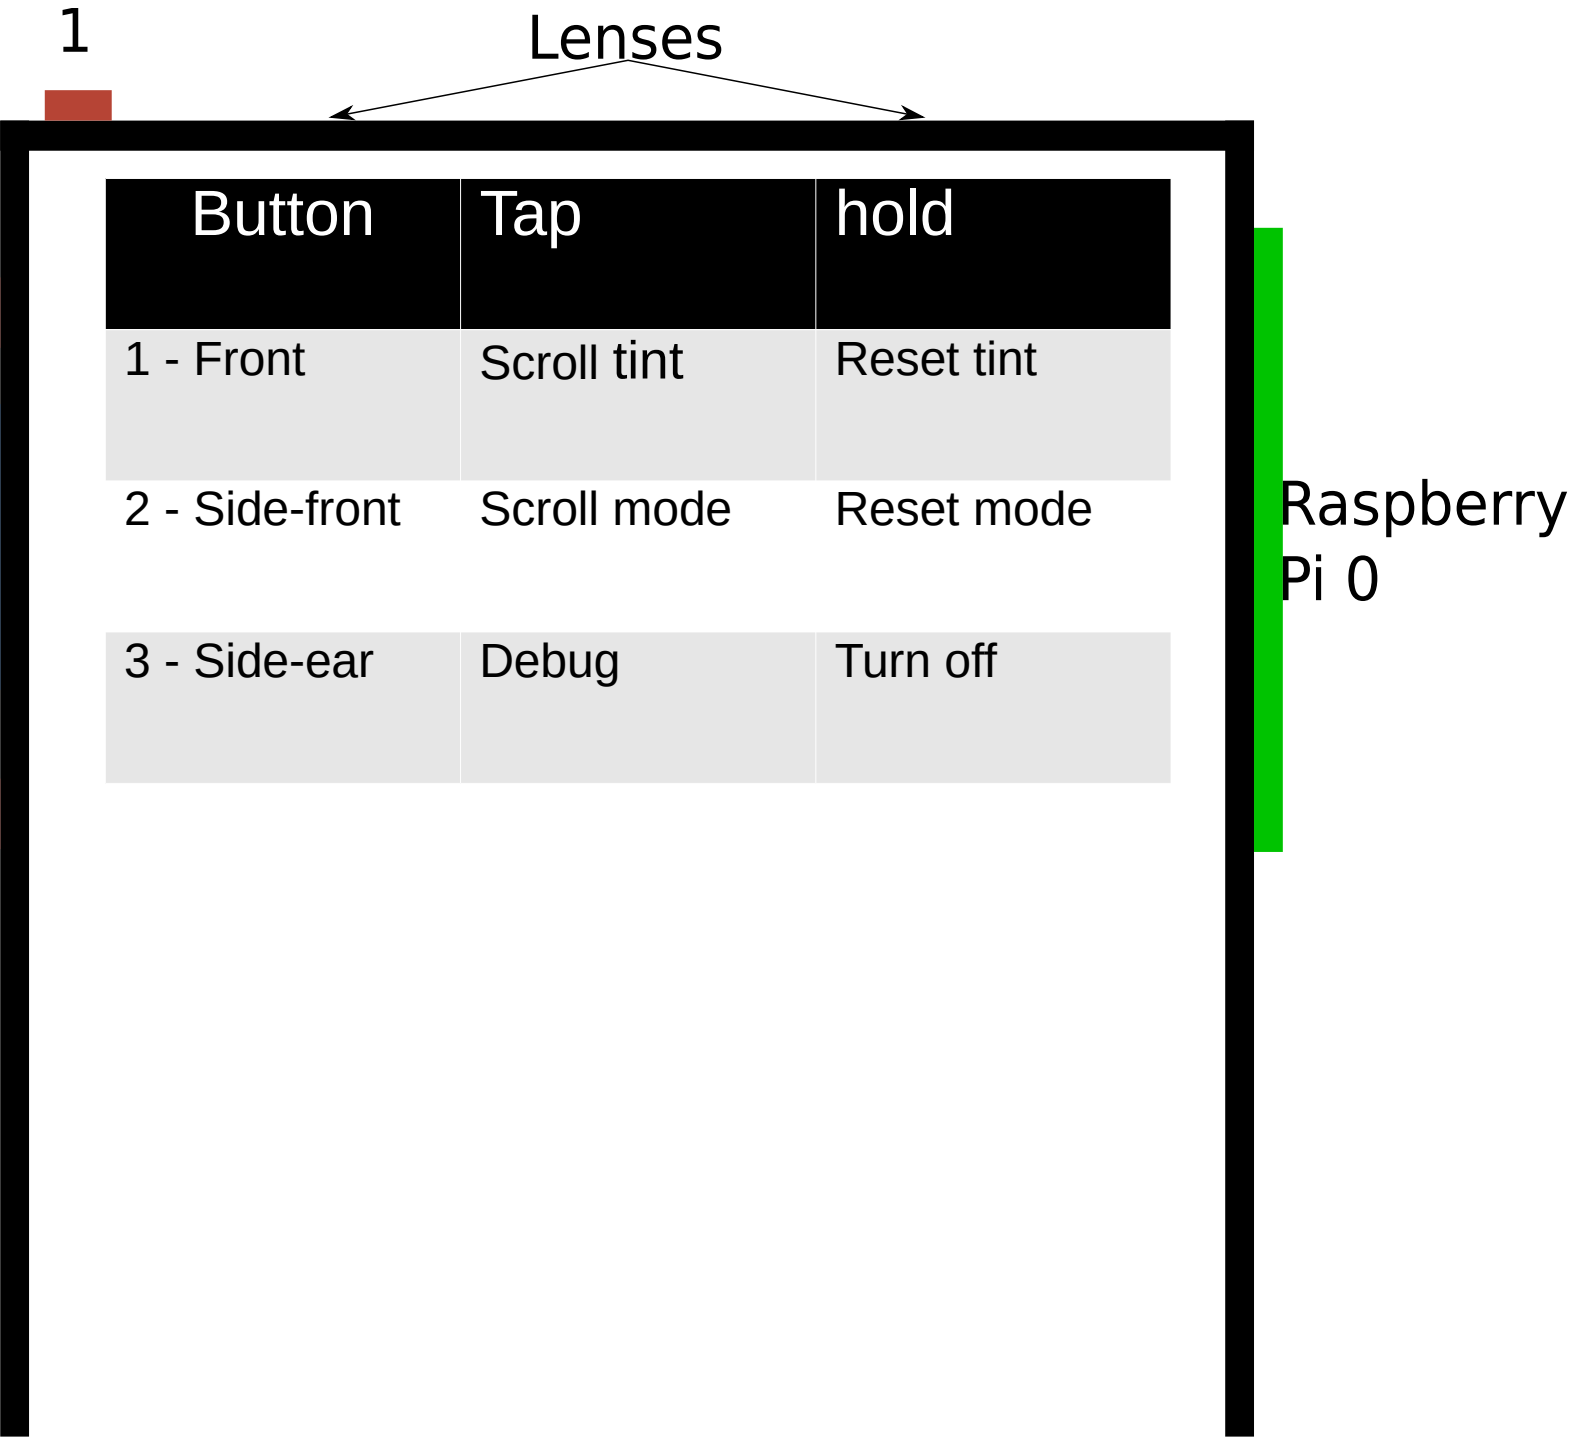 1
Lenses
Button Tap hold
1 - Front Scroll tint Reset tint
2 - Side-front Scroll mode Reset mode
3 - Side-ear Debug Turn off
Raspberry
Pi 0